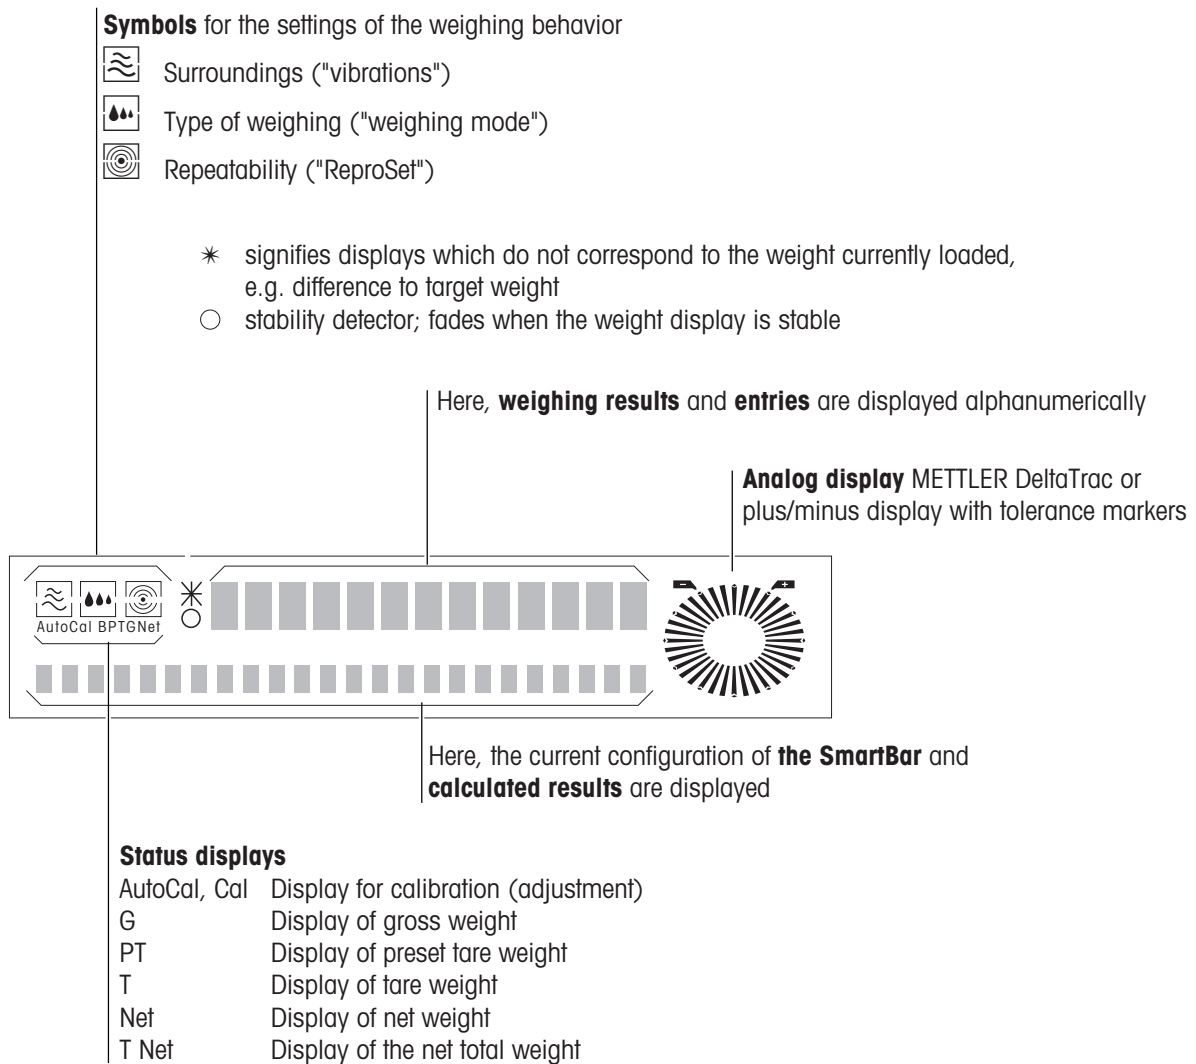 Symbols for the settings of the weighing behavior
Surroundings ("vibrations")
Type of weighing ("weighing mode")
Repeatability ("ReproSet")
✳ signifies displays which do not correspond to the weight currently loaded,
e.g. difference to target weight
○ stability detector; fades when the weight display is stable
Here, weighing results and entries are displayed alphanumerically
Analog display METTLER DeltaTrac or
plus/minus display with tolerance markers
AutoCal BPTGNet
Here, the current configuration of the SmartBar and
calculated results are displayed
Status displays
AutoCal, Cal Display for calibration (adjustment)
G Display of gross weight
PT Display of preset tare weight
T Display of tare weight
Net Display of net weight
T Net Display of the net total weight